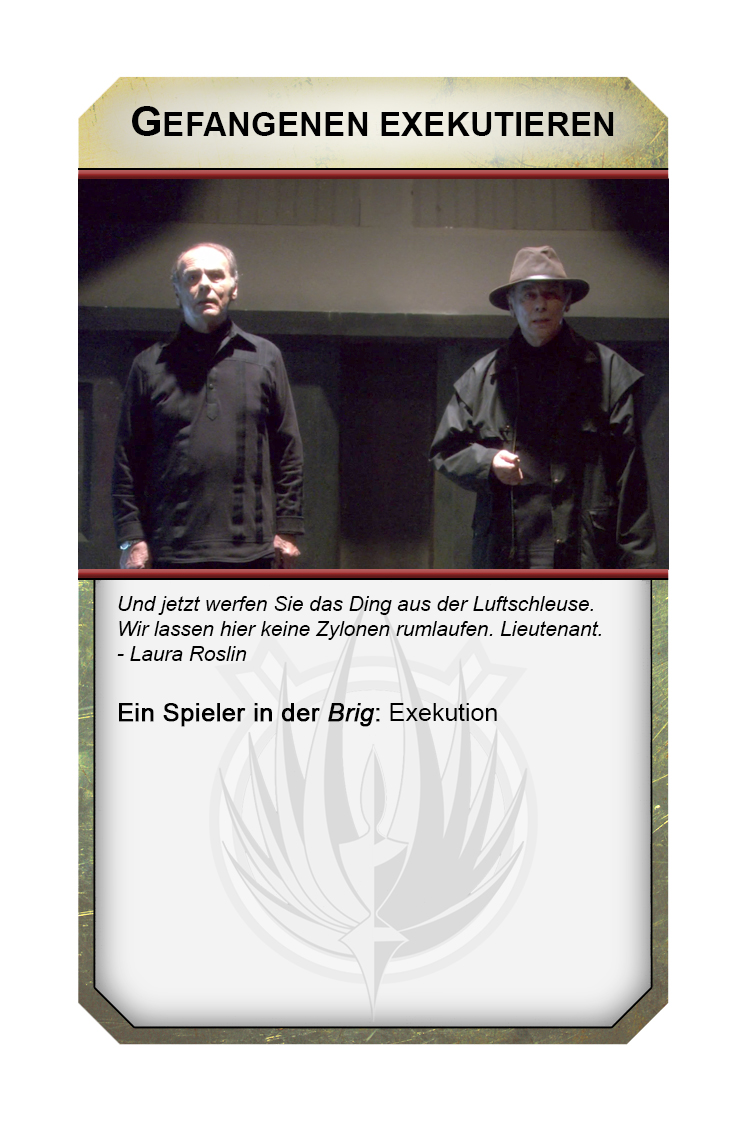 GEFANGENEN EXEKUTIEREN
Und jetzt werfen Sie das Ding aus der Luftschleuse.
Wir lassen hier keine Zylonen rumlaufen. Lieutenant.
- Laura Roslin
Ein Spieler in der Brig: Exekution